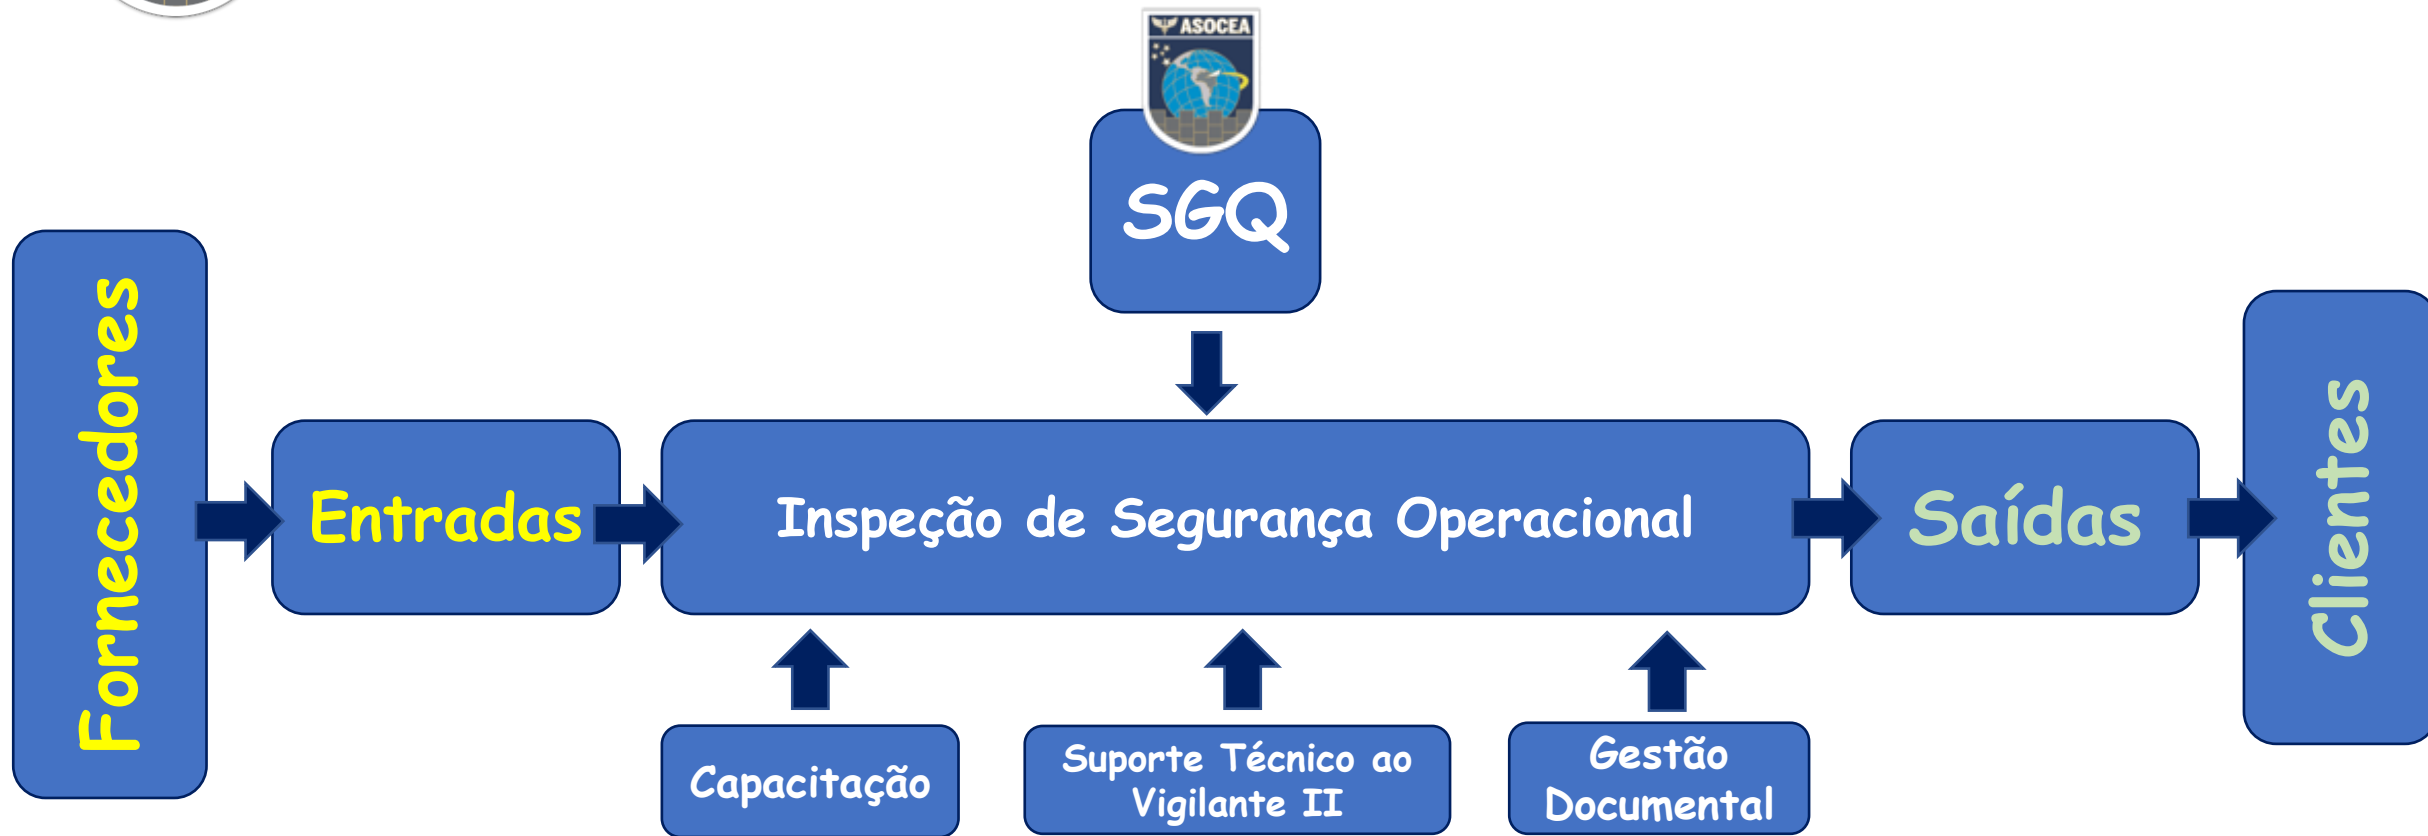 ASOCEA
SGQ
Fornecedores
Entradas
Inspeção de Segurança Operacional
Saídas
Clientes
Capacitação
Suporte Técnico ao
Vigilante II
Gestão
Documental